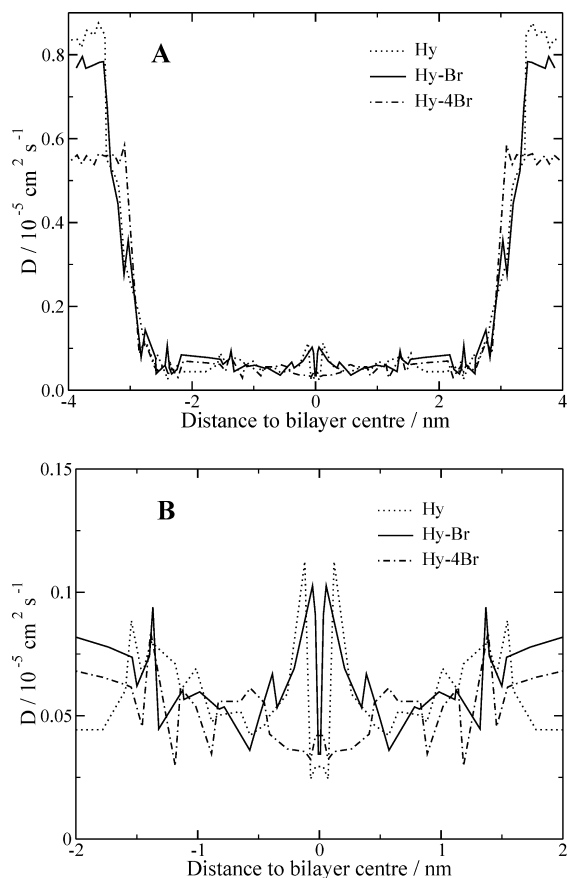 A
Hy
Hy-Br
Hy-4Br
D / 10⁻⁵ cm² s⁻¹
0.8
0.6
0.4
0.2
0.0
-4 -2 0 2 4
Distance to bilayer centre / nm
B
Hy
Hy-Br
Hy-4Br
D / 10⁻⁵ cm² s⁻¹
0.15
0.1
0.05
0
-2 -1 0 1 2
Distance to bilayer centre / nm